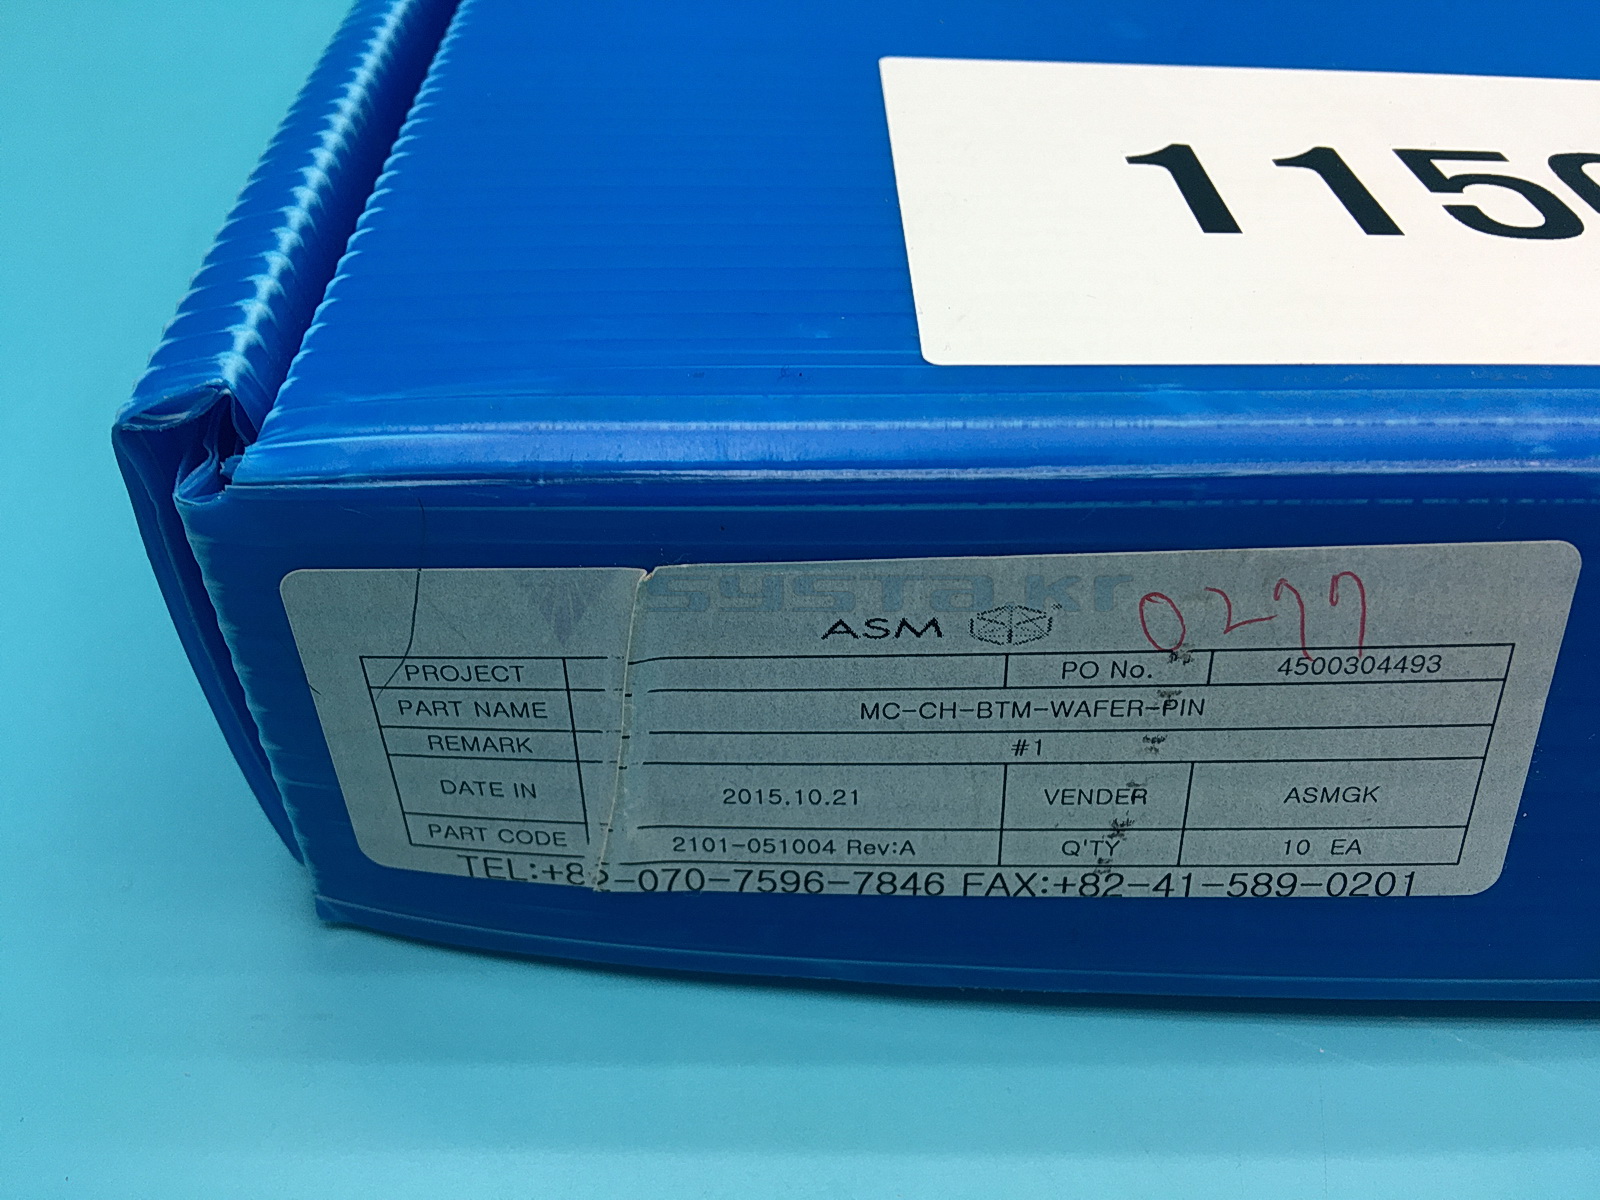 115
systa.kr
ASM
0277
PROJECT PO No. 4500304493
PART NAME MC-CH-BTM-WAFER-PIN
REMARK #1
DATE IN 2015.10.21 VENDER ASMGK
PART CODE 2101-051004 Rev:A Q'TY 10 EA
TEL:+82-070-7596-7846 FAX:+82-41-589-0201